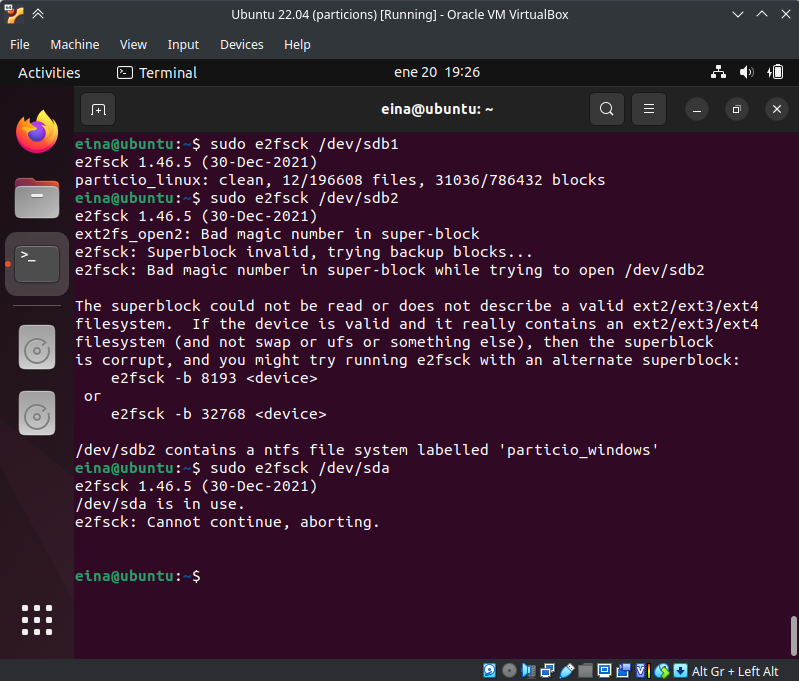 Ubuntu 22.04 (particions) [Running] - Oracle VM VirtualBox
File Machine View Input Devices Help
Activities Terminal ene 20 19:26
eina@ubuntu: ~
eina@ubuntu:~$ sudo e2fsck /dev/sdb1
e2fsck 1.46.5 (30-Dec-2021)
particio_linux: clean, 12/196608 files, 31036/786432 blocks
eina@ubuntu:~$ sudo e2fsck /dev/sdb2
e2fsck 1.46.5 (30-Dec-2021)
ext2fs_open2: Bad magic number in super-block
e2fsck: Superblock invalid, trying backup blocks...
e2fsck: Bad magic number in super-block while trying to open /dev/sdb2
The superblock could not be read or does not describe a valid ext2/ext3/ext4
filesystem.  If the device is valid and it really contains an ext2/ext3/ext4
filesystem (and not swap or ufs or something else), then the superblock
is corrupt, and you might try running e2fsck with an alternate superblock:
    e2fsck -b 8193 <device>
 or
    e2fsck -b 32768 <device>
/dev/sdb2 contains a ntfs file system labelled 'particio_windows'
eina@ubuntu:~$ sudo e2fsck /dev/sda
e2fsck 1.46.5 (30-Dec-2021)
/dev/sda is in use.
e2fsck: Cannot continue, aborting.
eina@ubuntu:~$
Alt Gr + Left Alt